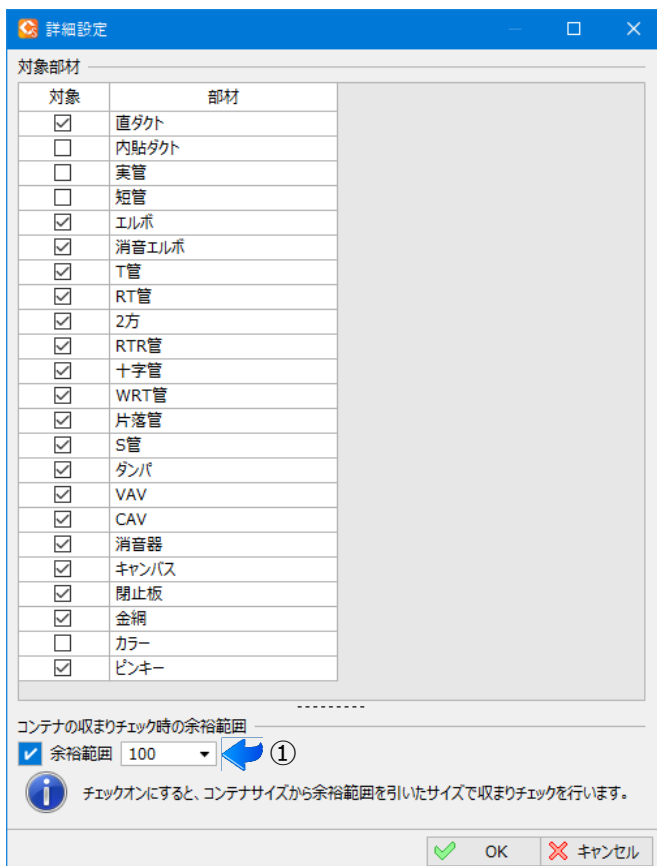 詳細設定
対象部材
対象 部材
直ダクト
内貼ダクト
実管
短管
エルボ
消音エルボ
T管
RT管
2方
RTR管
十字管
WRT管
片落管
S管
ダンパ
VAV
CAV
消音器
キャンバス
閉止板
金網
カラー
ピンキー
コンテナの収まりチェック時の余裕範囲
余裕範囲 100 ①
チェックオンにすると、コンテナサイズから余裕範囲を引いたサイズで収まりチェックを行います。
OK キャンセル